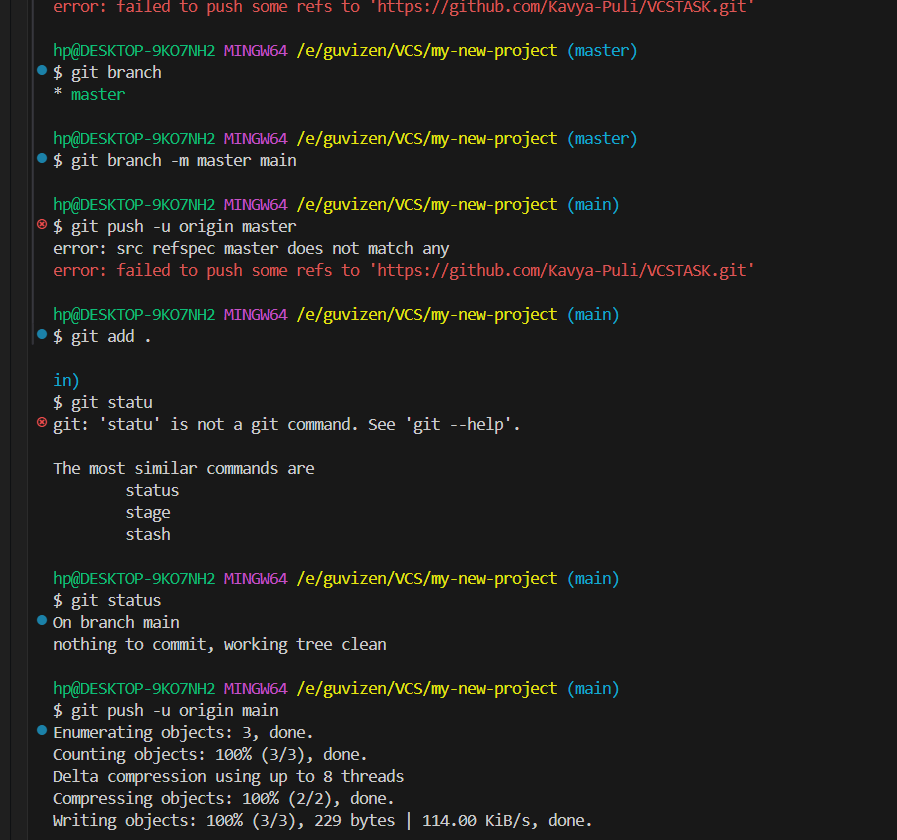 error: failed to push some refs to 'https://github.com/Kavya-Puli/VCSTASK.git'
hp@DESKTOP-9KO7NH2 MINGW64 /e/guvizen/VCS/my-new-project (master)
$ git branch
* master
hp@DESKTOP-9KO7NH2 MINGW64 /e/guvizen/VCS/my-new-project (master)
$ git branch -m master main
hp@DESKTOP-9KO7NH2 MINGW64 /e/guvizen/VCS/my-new-project (main)
$ git push -u origin master
error: src refspec master does not match any
error: failed to push some refs to 'https://github.com/Kavya-Puli/VCSTASK.git'
hp@DESKTOP-9KO7NH2 MINGW64 /e/guvizen/VCS/my-new-project (main)
$ git add .
in)
$ git statu
git: 'statu' is not a git command. See 'git --help'.
The most similar commands are
status
stage
stash
hp@DESKTOP-9KO7NH2 MINGW64 /e/guvizen/VCS/my-new-project (main)
$ git status
On branch main
nothing to commit, working tree clean
hp@DESKTOP-9KO7NH2 MINGW64 /e/guvizen/VCS/my-new-project (main)
$ git push -u origin main
Enumerating objects: 3, done.
Counting objects: 100% (3/3), done.
Delta compression using up to 8 threads
Compressing objects: 100% (2/2), done.
Writing objects: 100% (3/3), 229 bytes | 114.00 KiB/s, done.